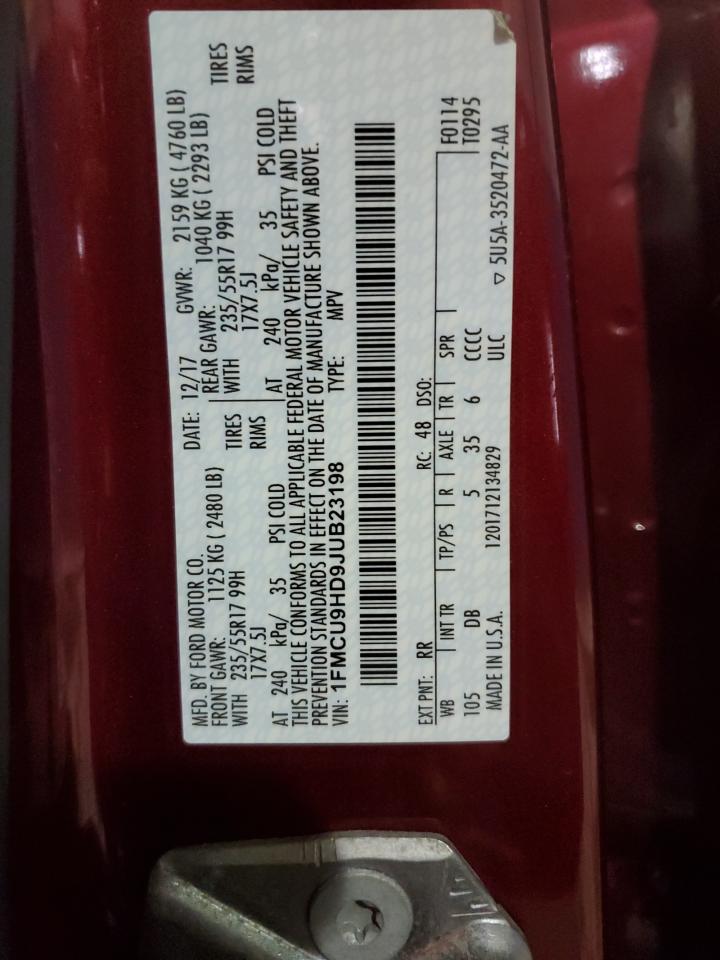 MFD. BY FORD MOTOR CO. DATE: 12/17 GVWR: 2159 KG ( 4760 LB)
FRONT GAWR: 1125 KG ( 2480 LB) REAR GAWR: 1040 KG ( 2293 LB)
WITH 235/55R17 99H TIRES WITH 235/55R17 99H TIRES
17X7.5J RIMS 17X7.5J RIMS
AT 240 kPa/ 35 PSI COLD AT 240 kPa/ 35 PSI COLD
THIS VEHICLE CONFORMS TO ALL APPLICABLE FEDERAL MOTOR VEHICLE SAFETY AND THEFT
PREVENTION STANDARDS IN EFFECT ON THE DATE OF MANUFACTURE SHOWN ABOVE.
VIN: 1FMCU9HD9JUB23198 TYPE: MPV
EXT PNT: RR RC: 48 DSO:
WB INT TR TP/PS R AXLE TR SPR F0114
105 DB 5 35 6 CCCC T0295
MADE IN U.S.A. 1201712134829 ULC ▽ 5U5A-3520472-AA